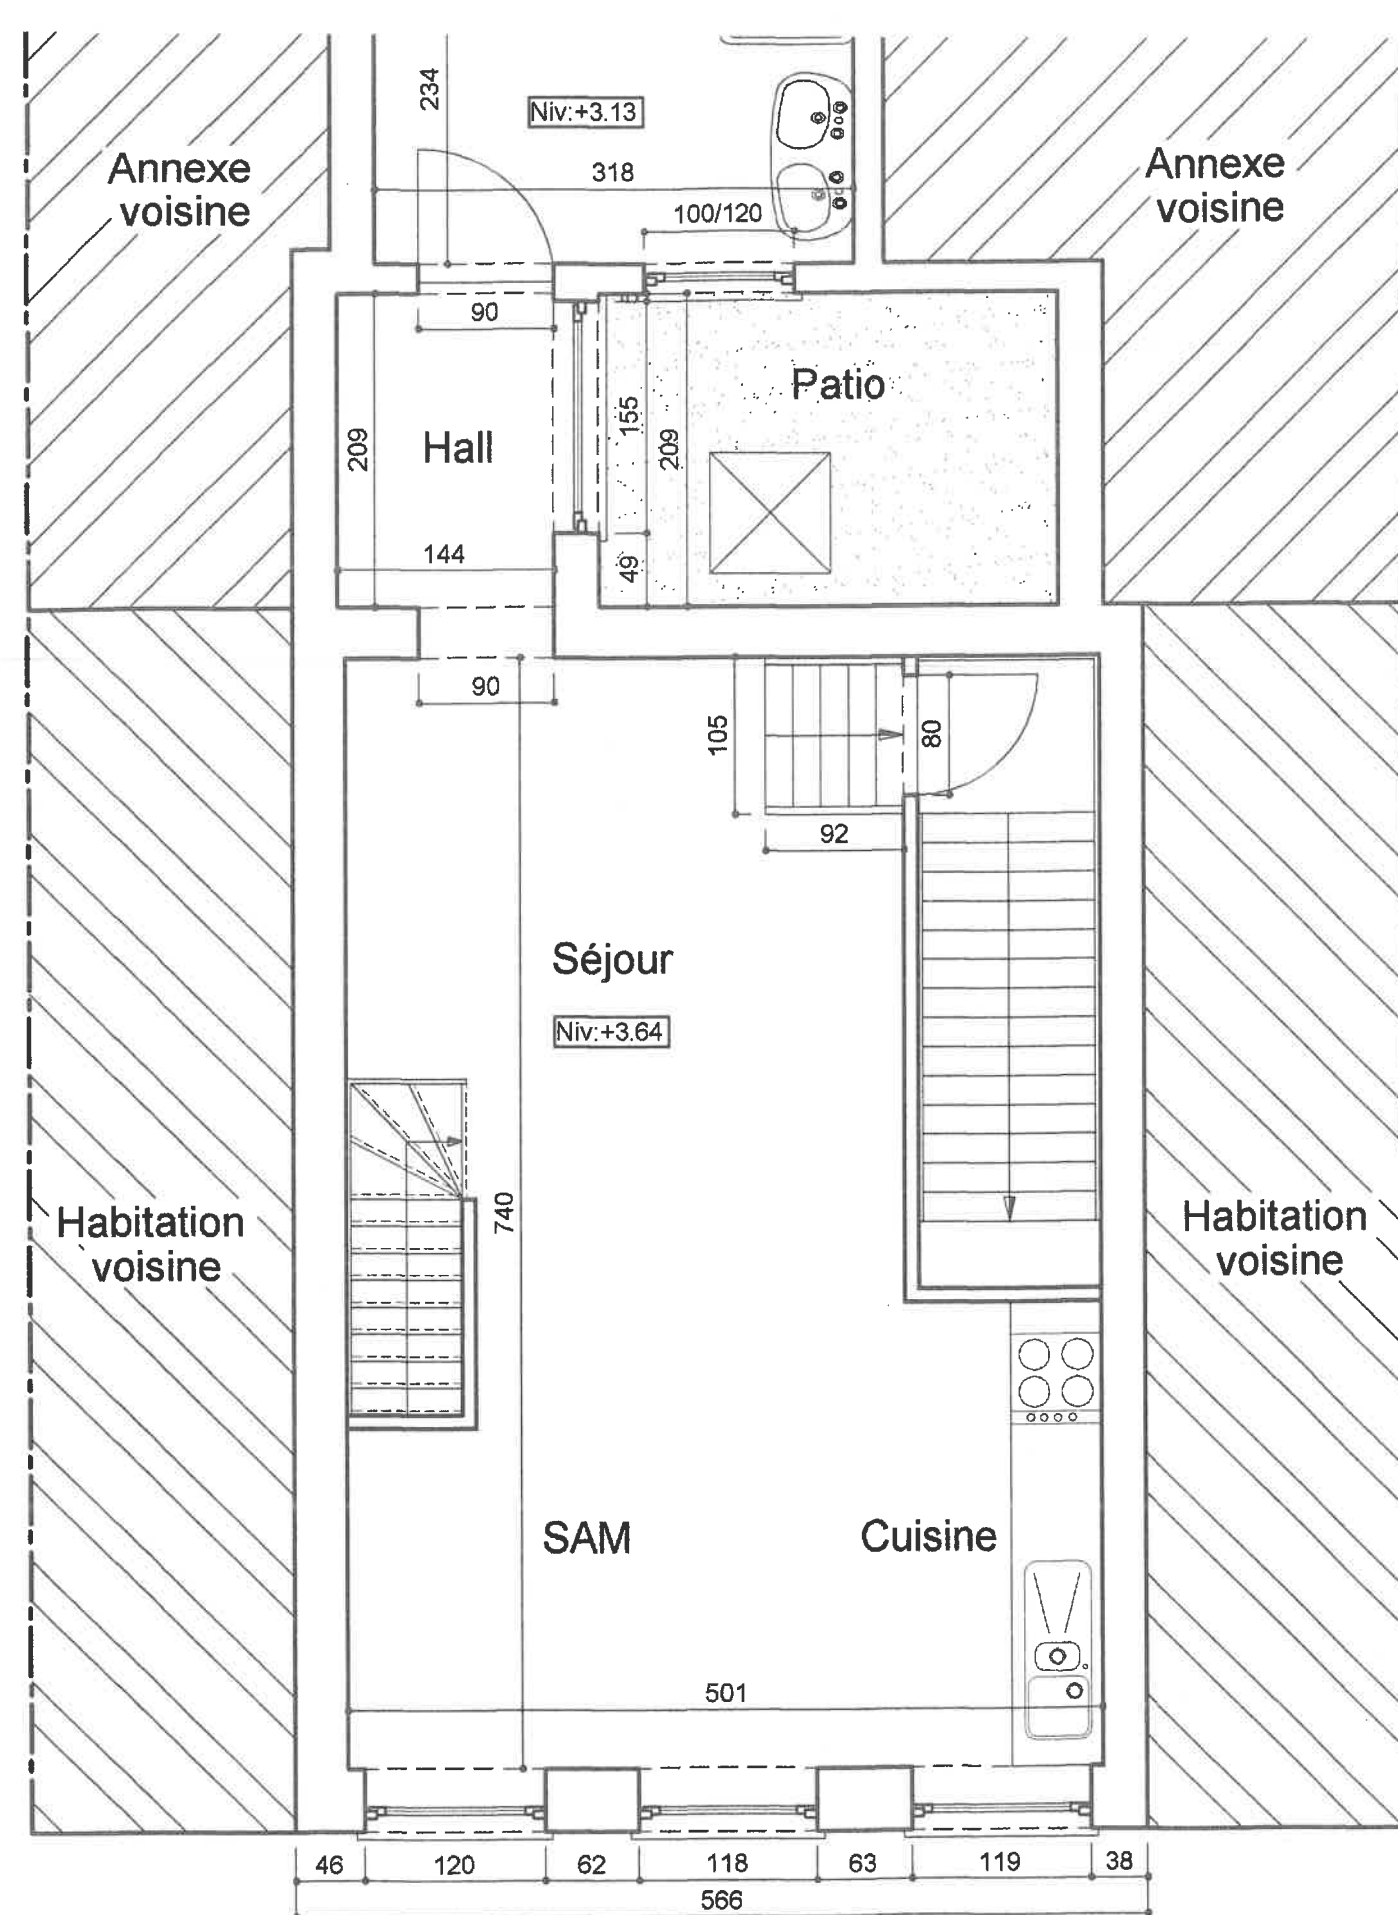 234
Niv:+3.13
Annexe
voisine
Annexe
voisine
318
100/120
90
Patio
155
209
209
Hall
144
49
90
105
80
92
Séjour
Niv:+3.64
740
Habitation
voisine
Habitation
voisine
SAM
Cuisine
501
46
120
62
118
63
119
38
566